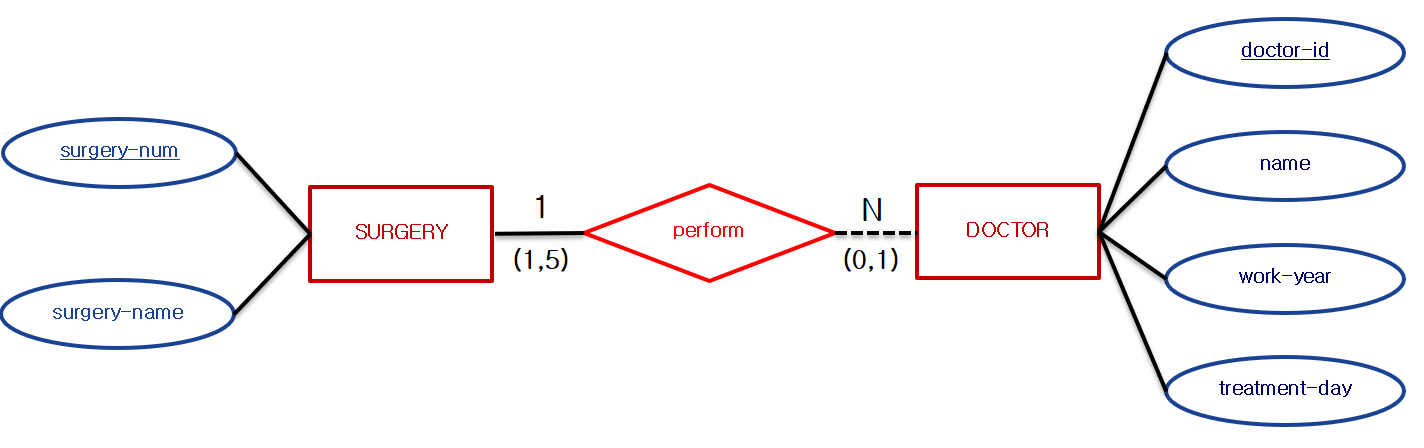 surgery-num
surgery-name
SURGERY
1
(1,5)
perform
N
(0,1)
DOCTOR
doctor-id
name
work-year
treatment-day